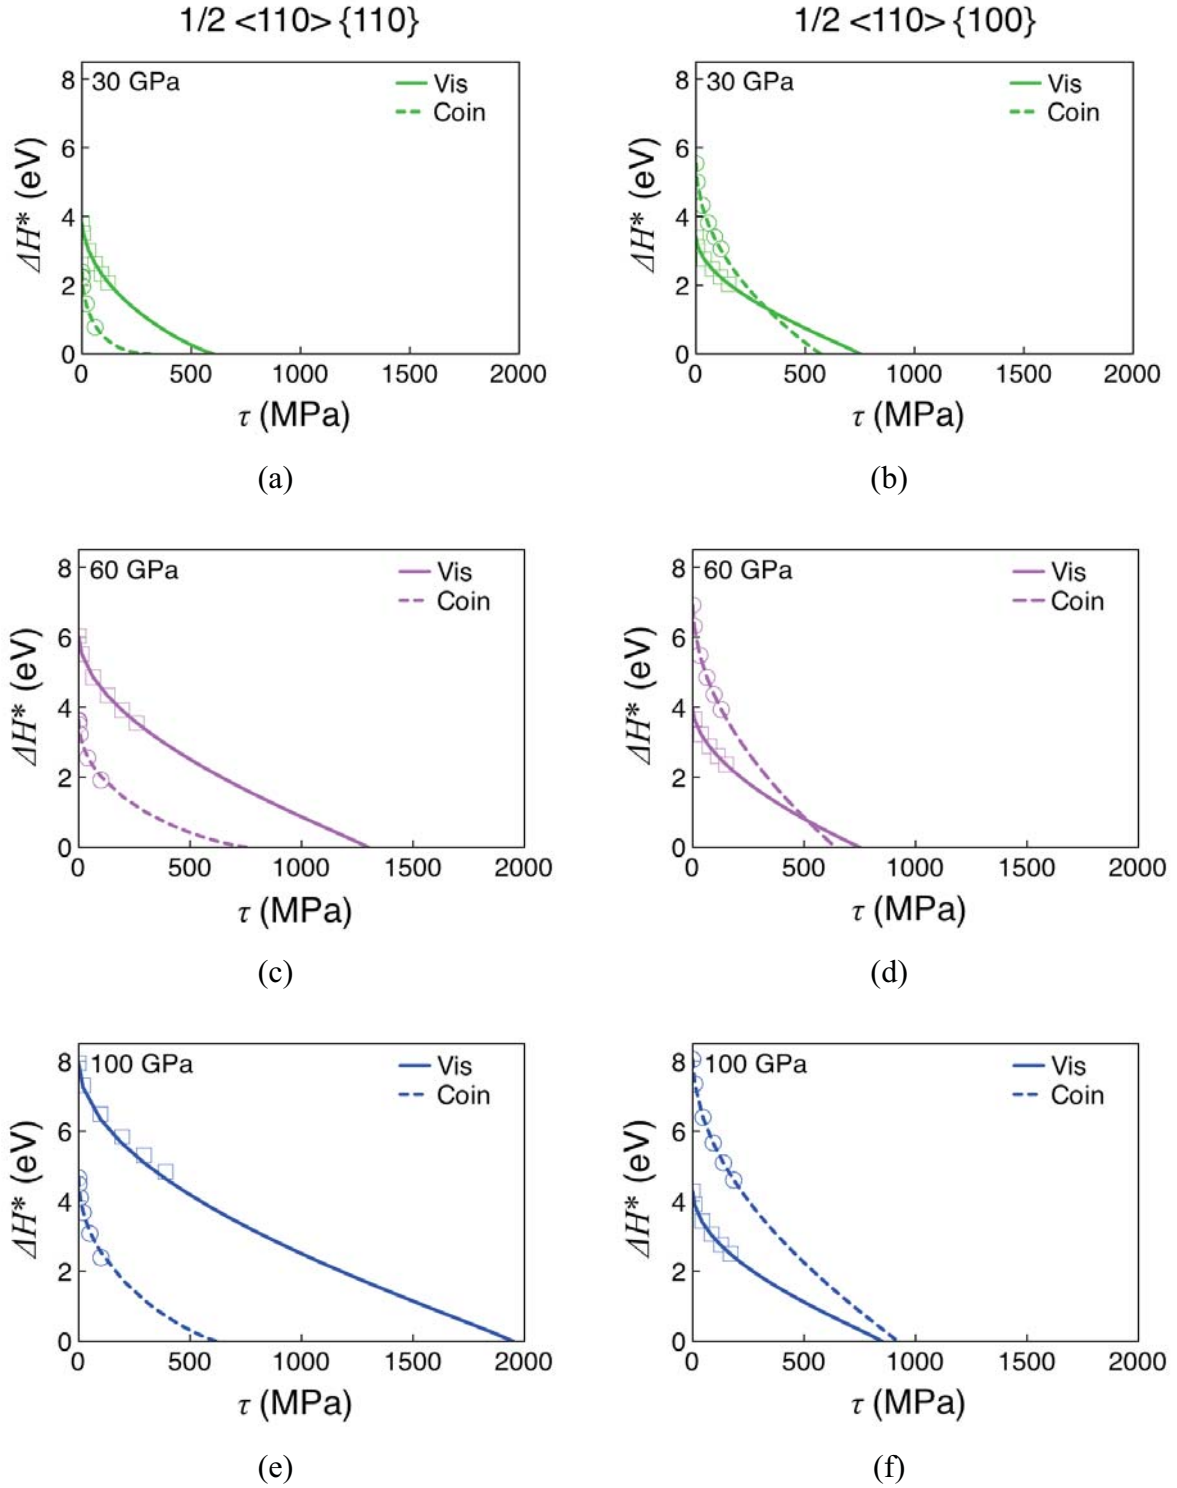 1/2 <110> {110}
1/2 <110> {100}
30 GPa
Vis
Coin
8
6
4
2
0
ΔH* (eV)
0 500 1000 1500 2000
τ (MPa)
(a)
30 GPa
Vis
Coin
8
6
4
2
0
ΔH* (eV)
0 500 1000 1500 2000
τ (MPa)
(b)
60 GPa
Vis
Coin
8
6
4
2
0
ΔH* (eV)
0 500 1000 1500 2000
τ (MPa)
(c)
60 GPa
Vis
Coin
8
6
4
2
0
ΔH* (eV)
0 500 1000 1500 2000
τ (MPa)
(d)
100 GPa
Vis
Coin
8
6
4
2
0
ΔH* (eV)
0 500 1000 1500 2000
τ (MPa)
(e)
100 GPa
Vis
Coin
8
6
4
2
0
ΔH* (eV)
0 500 1000 1500 2000
τ (MPa)
(f)